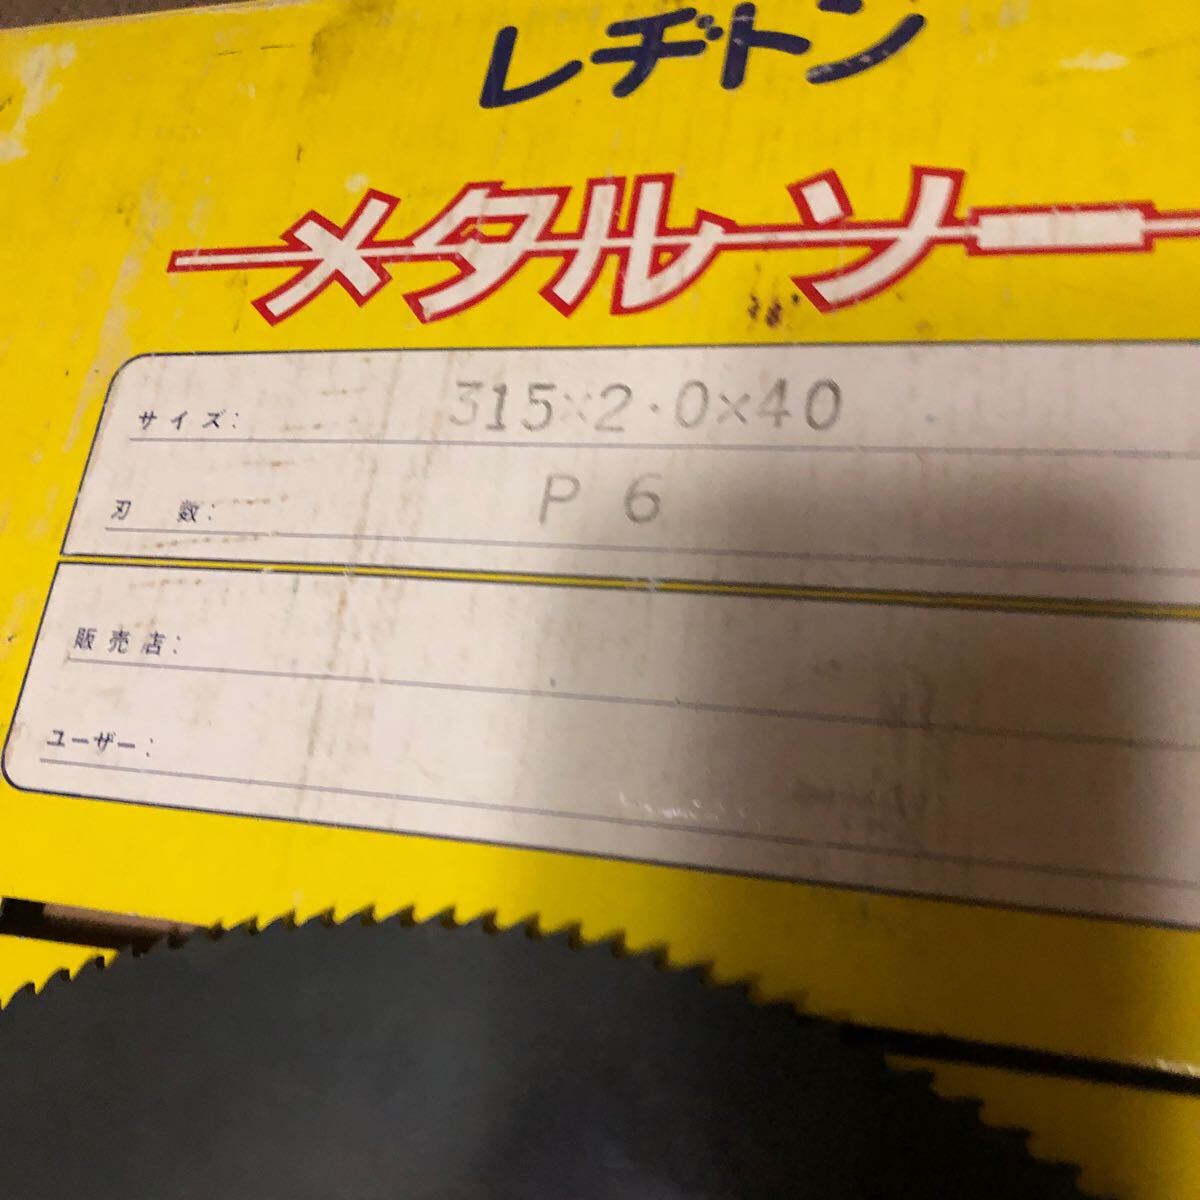 レヂトン
メタルソー
サイズ: 315×2.0×40
刃 数: P 6
販売店:
ユーザー: